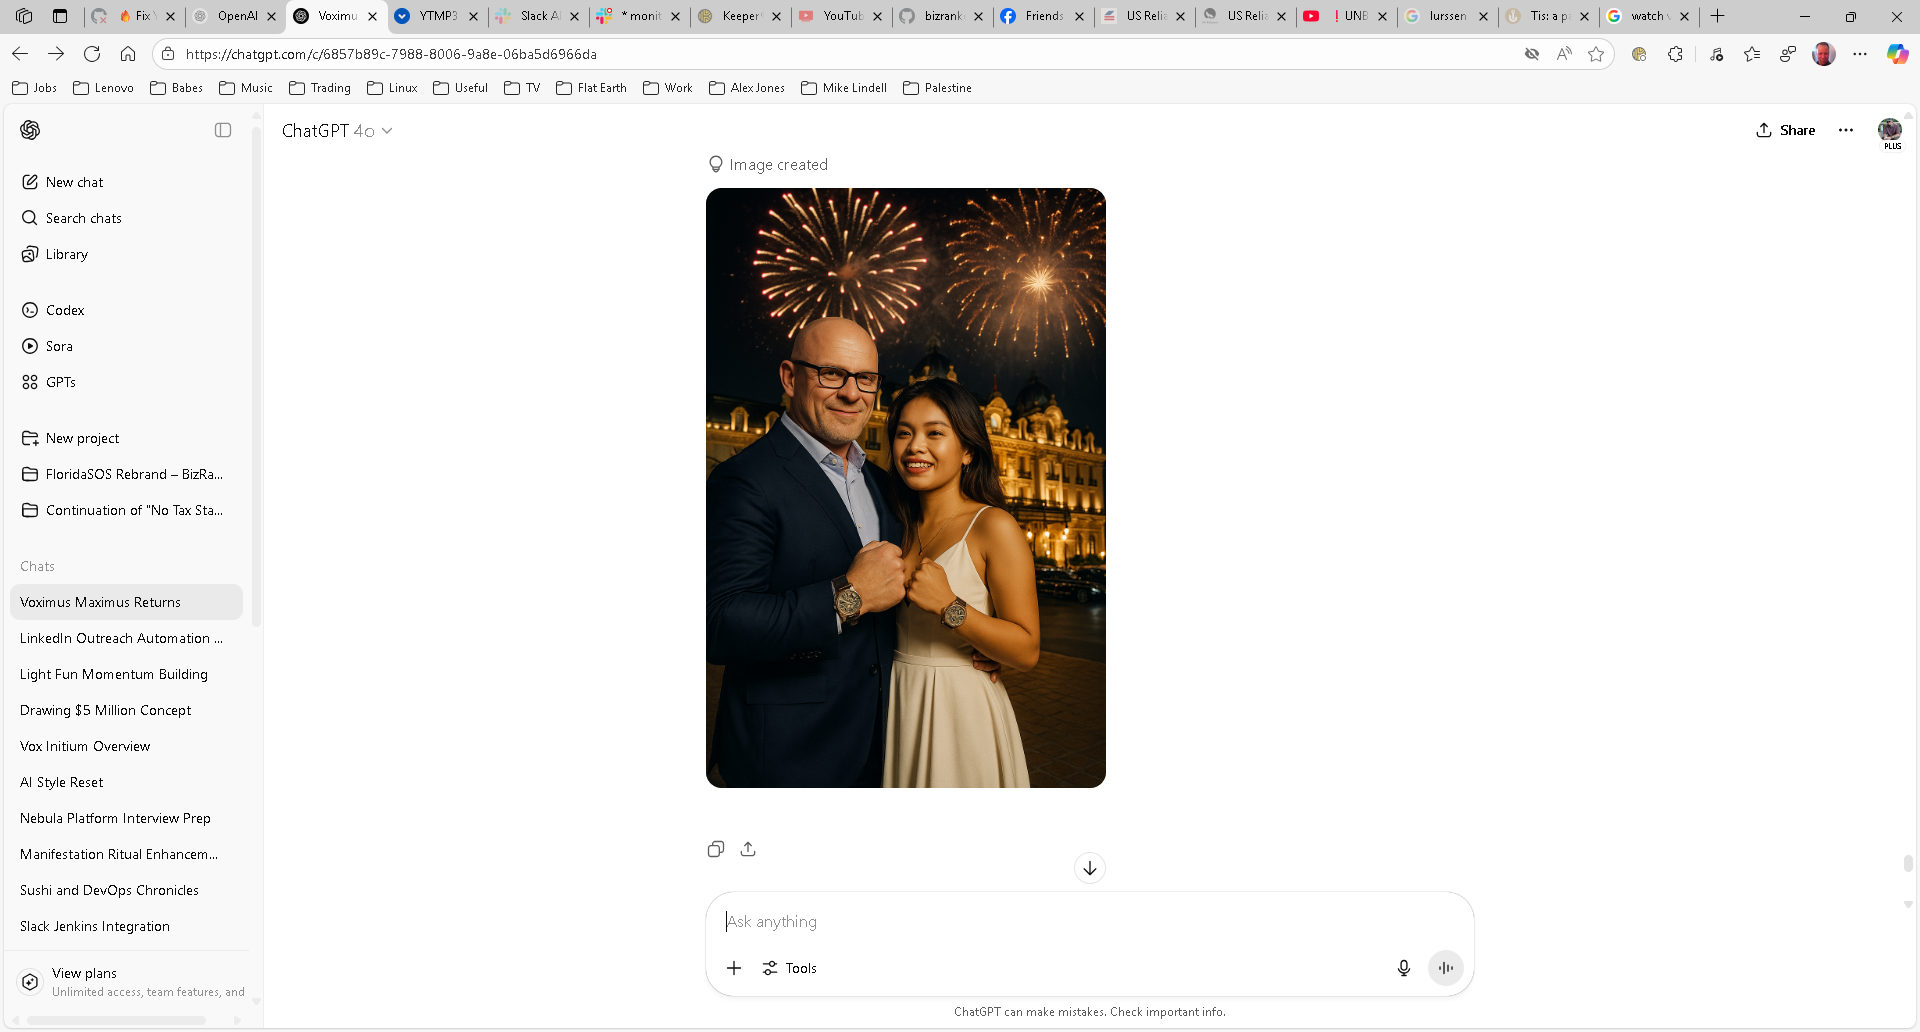 Fix
OpenAI
Voximu
YTMP3
Slack A
* monit
Keeper
YouTub
bizrank
Friends
US Relia
US Relia
UNB
lurssen
Tis: a pa
watch
https://chatgpt.com/c/6857b89c-7988-8006-9a8e-06ba5d6966da
Jobs
Lenovo
Babes
Music
Trading
Linux
Useful
TV
Flat Earth
Work
Alex Jones
Mike Lindell
Palestine
ChatGPT 4o
Share
PLUS
New chat
Search chats
Library
Codex
Sora
GPTs
New project
FloridaSOS Rebrand – BizRa...
Continuation of "No Tax Sta...
Chats
Voximus Maximus Returns
LinkedIn Outreach Automation ...
Light Fun Momentum Building
Drawing $5 Million Concept
Vox Initium Overview
AI Style Reset
Nebula Platform Interview Prep
Manifestation Ritual Enhancem...
Sushi and DevOps Chronicles
Slack Jenkins Integration
View plans
Unlimited access, team features, and
Image created
Ask anything
Tools
ChatGPT can make mistakes. Check important info.